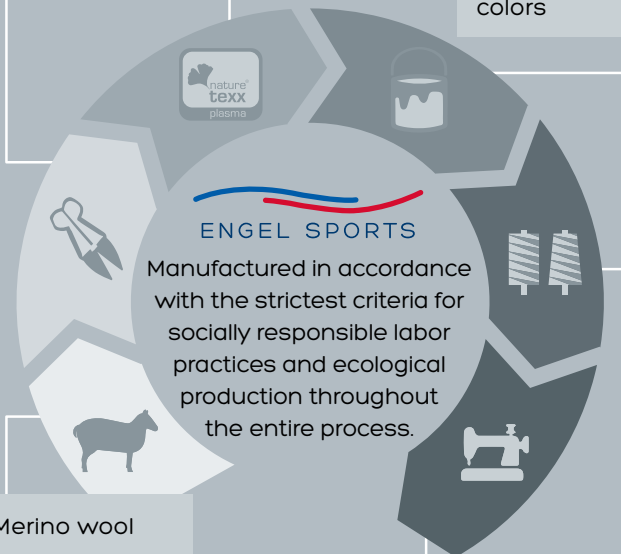 colors
nature®
texx
plasma
ENGEL SPORTS
Manufactured in accordance
with the strictest criteria for
socially responsible labor
practices and ecological
production throughout
the entire process.
Merino wool